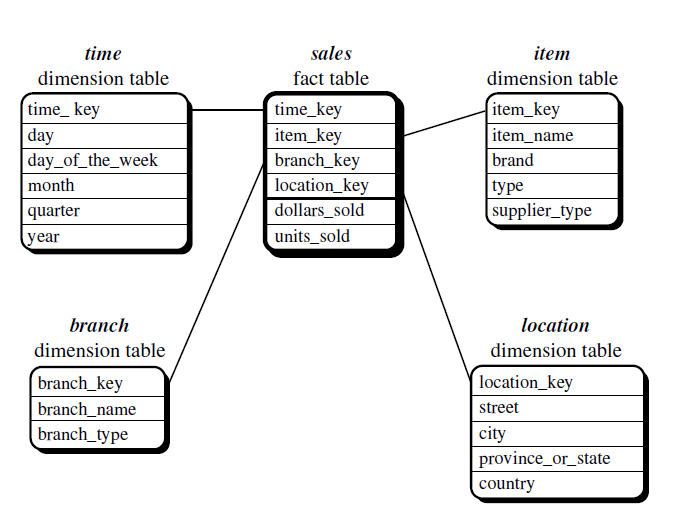 time
dimension table
time_ key
day
day_of_the_week
month
quarter
year
sales
fact table
time_key
item_key
branch_key
location_key
dollars_sold
units_sold
item
dimension table
item_key
item_name
brand
type
supplier_type
branch
dimension table
branch_key
branch_name
branch_type
location
dimension table
location_key
street
city
province_or_state
country